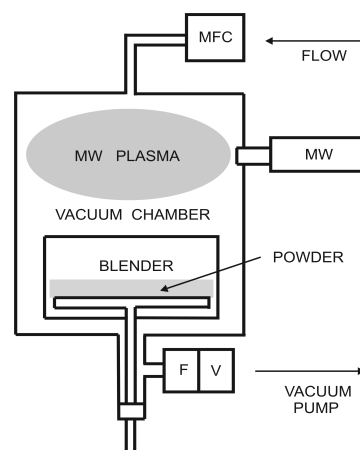 MFC
FLOW
MW PLASMA
MW
VACUUM CHAMBER
BLENDER
POWDER
F V
VACUUM
PUMP